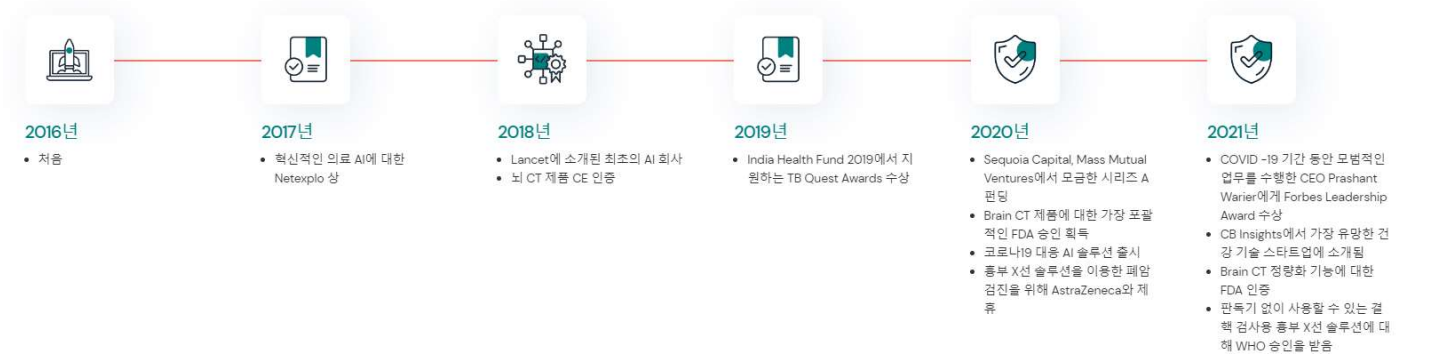 2016년
• 처음
2017년
• 혁신적인 의료 AI에 대한
Netexplo 상
2018년
• Lancet에 소개된 최초의 AI 회사
• 뇌 CT 제품 CE 인증
2019년
• India Health Fund 2019에서 지
원하는 TB Quest Awards 수상
2020년
• Sequoia Capital, Mass Mutual
Ventures에서 모금한 시리즈 A
펀딩
• Brain CT 제품에 대한 가장 포괄
적인 FDA 승인 획득
• 코로나19 대응 AI 솔루션 출시
• 흉부 X선 솔루션을 이용한 폐암
검진을 위해 AstraZeneca와 제
휴
2021년
• COVID -19 기간 동안 모범적인
업무를 수행한 CEO Prashant
Warier에게 Forbes Leadership
Award 수상
• CB Insights에서 가장 유망한 건
강 기술 스타트업에 소개됨
• Brain CT 정량화 기능에 대한
FDA 인증
• 판독기 없이 사용할 수 있는 결
핵 검사용 흉부 X선 솔루션에 대
해 WHO 승인을 받음